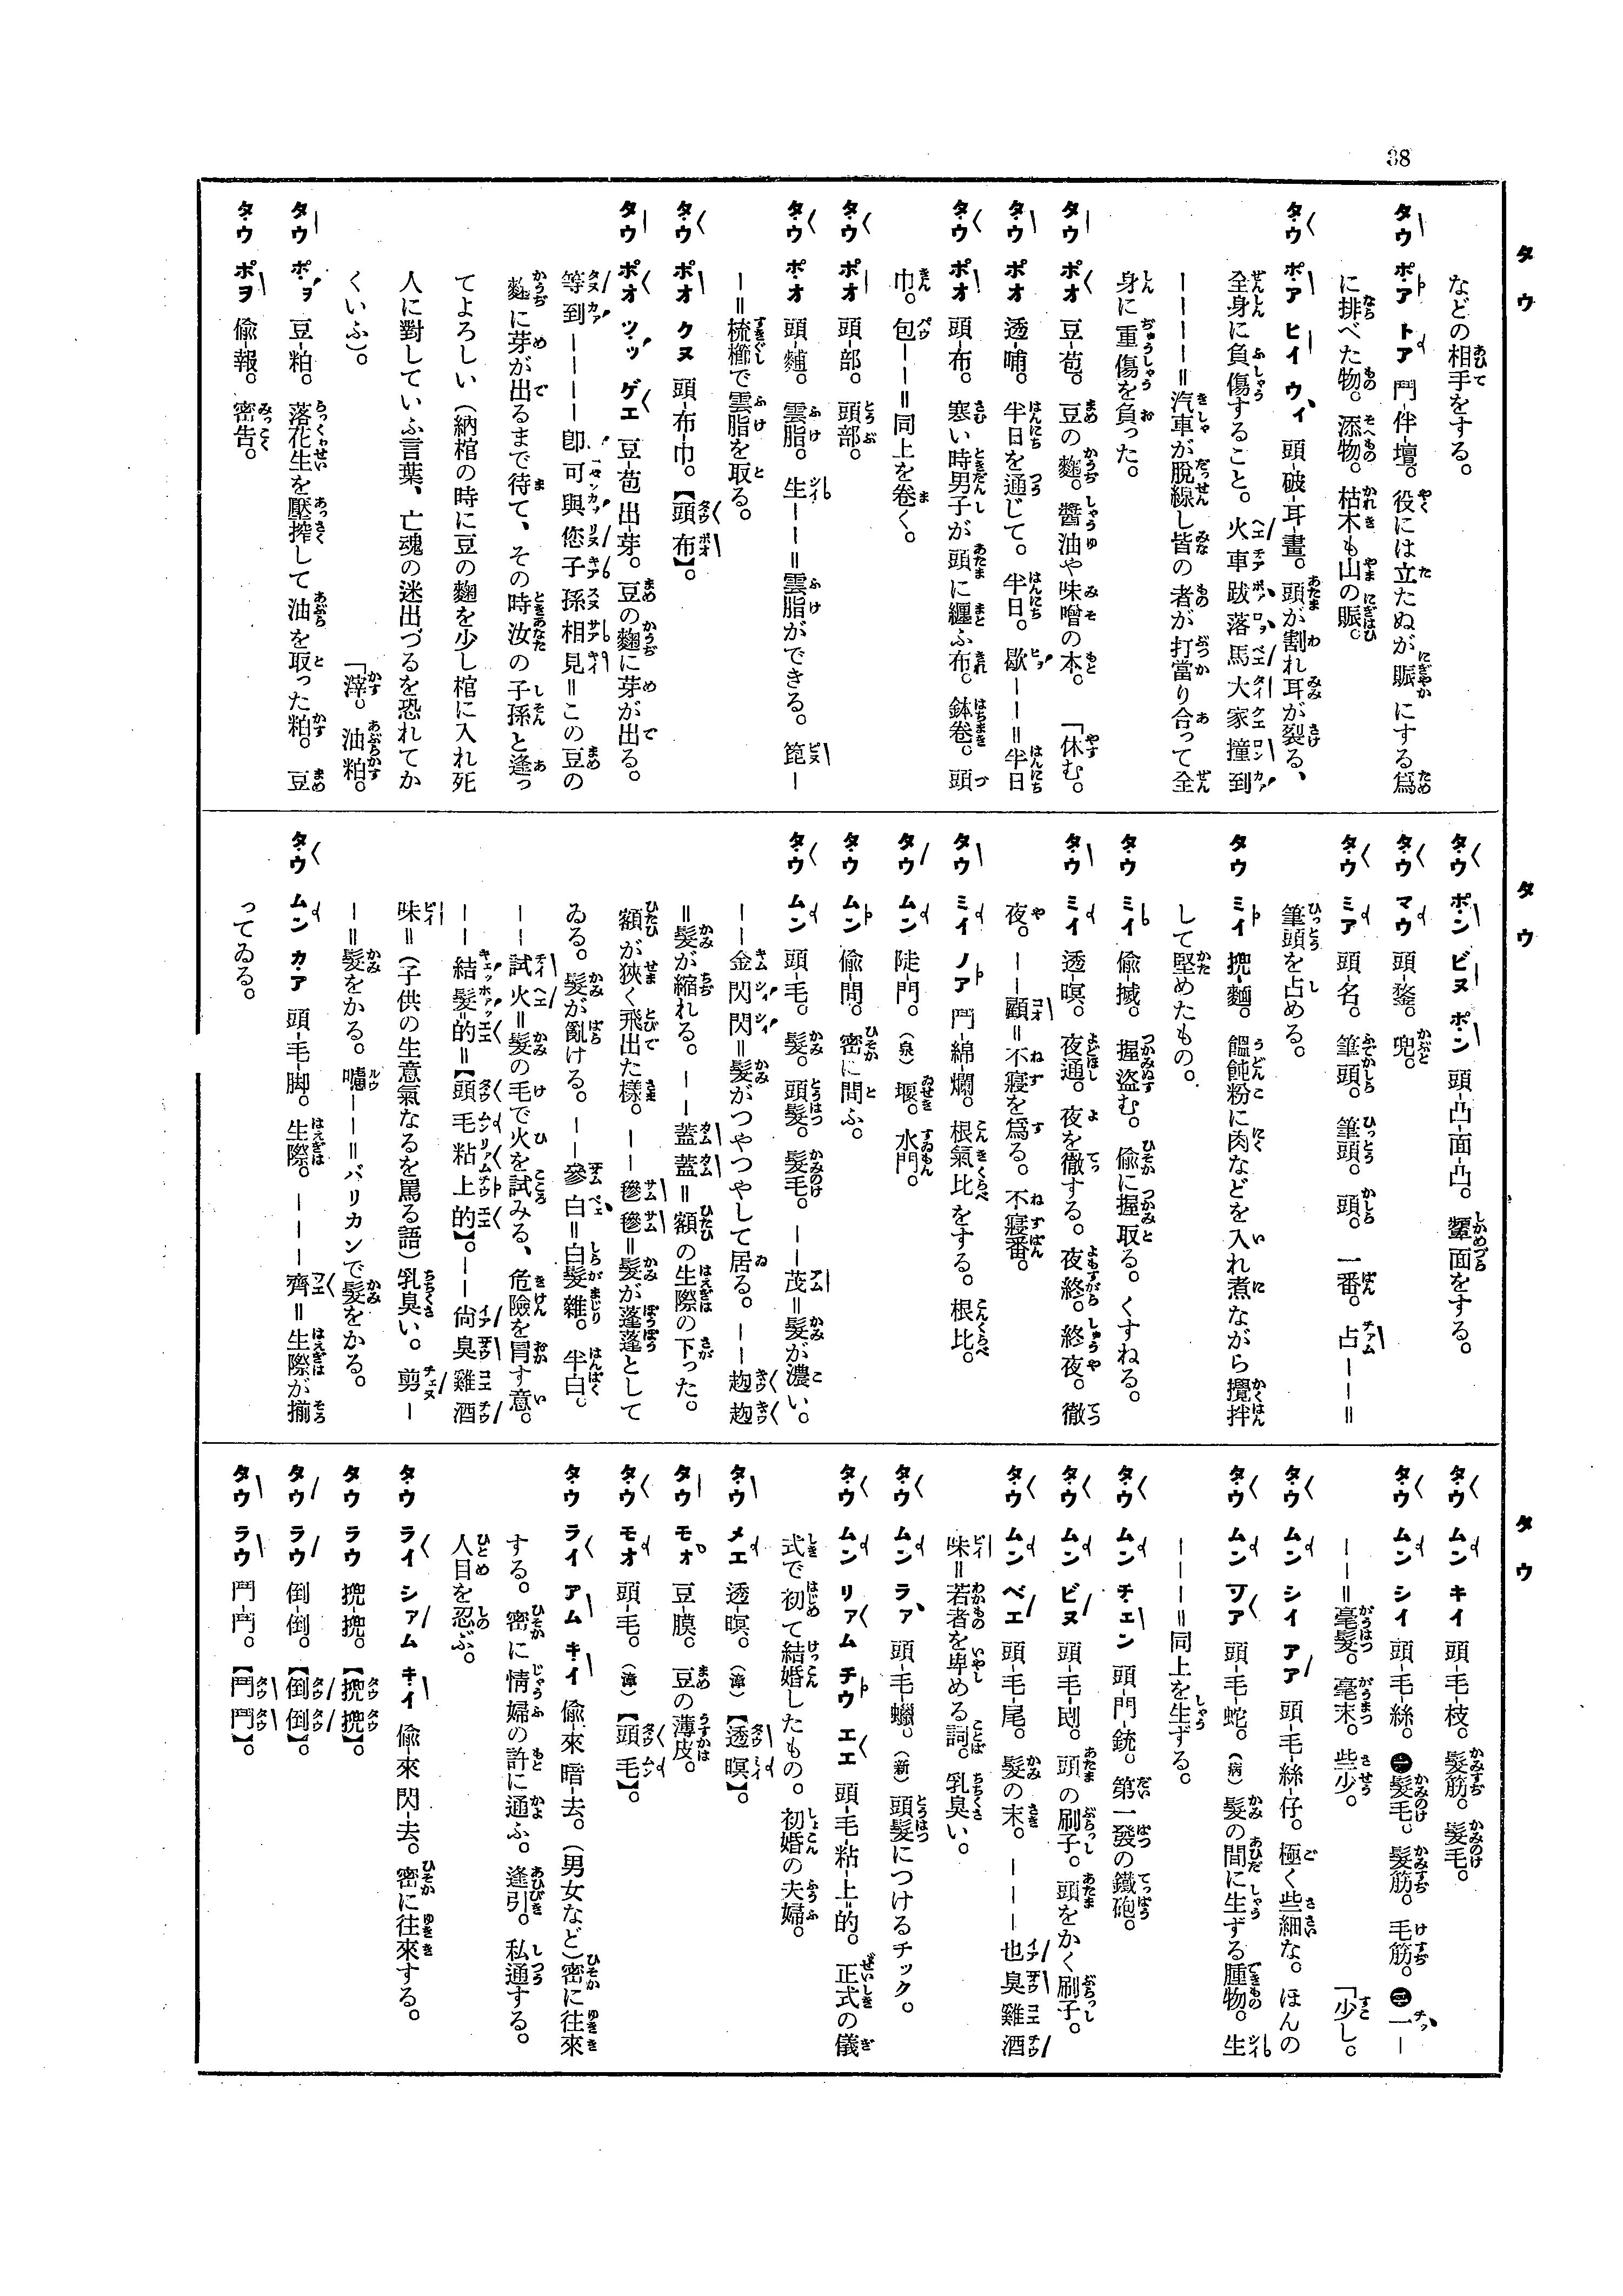 38
タウ
などの相手をする。
タウ ポア トア 鬥-伴-壇。役には立たぬが賑にする爲
に排べた物。添物。枯木も山の賑。
タウ ポア ヒイ ウイ 頭-破-耳-畫。頭が割れ耳が裂る、
全身に負傷すること。火車跋落馬大家撞到
－－－－＝汽車が脫線し皆の者が打當り合って全
身に重傷を負った。
タウ ポオ 豆-苞。豆の麴。醬油や味噌の本。 「休む。
タウ ポオ 透-晡。半日を通じて。半日。歇－－＝半日
タウ ポオ 頭-布。寒い時男子が頭に纏ふ布。鉢卷。頭
巾。包－－＝同上を卷く。
タウ ポオ 頭-部。頭部。
タウ ポオ 頭-麵。雲脂。生－－＝雲脂ができる。箆－
－＝梳櫛で雲脂を取る。
タウ ポオ クヌ 頭-布-巾。【頭布】。
タウ ポオ ツッ ゲエ 豆-苞出-芽。豆の麴に芽が出る。
等到－－－－卽可與您子孫相見＝この豆の
麴に芽が出るまで待て、その時汝の子孫と逢っ
てよろしい（納棺の時に豆の麴を少し棺に入れ死
人に對していふ言葉、亡魂の迷出づるを恐れてか
くいふ）。 「滓。油粕。
タウ ポヲ 豆-粕。落花生を壓搾して油を取った粕。豆
タウ ポヲ 偸-報。密告。
タウ
タウ ポン ビヌ ポン 頭-凸-面-凸。顰面をする。
タウ マウ 頭-鍪。兜。
タウ ミア 頭-名。筆頭。筆頭。頭。一番。占－－－＝
筆頭を占める。
タウ ミイ 㧹-麵。饂飩粉に肉などを入れ煮ながら攪拌
して堅めたもの。
タウ ミイ 偸-搣。握盜む。偸に握取る。くすねる。
タウ ミイ 透-暝。夜通。夜を徹する。夜終。終夜。徹
夜。－－顧＝不寢を爲る。不寢番。
タウ ミイ ノア 鬥-綿-爛。根氣比をする。根比。
タウ ムン 陡-門。（泉）堰。水門。
タウ ムン 偸-問。密に問ふ。
タウ ムン 頭-毛。髮。頭髮。髮毛。－－茂＝髮が濃い。
－－金閃閃＝髮がつやつやして居る。－－趜趜
＝髮が縮れる。－－蓋蓋＝額の生際の下った。
額が狹く飛出た樣。－－鬖鬖＝髮が蓬蓬として
ゐる。髮が亂ける。－－參白＝白髮雜。半白。
－－試火＝髮の毛で火を試みる、危險を冒す意。
－－結髮＝的＝【頭毛粘上的】。－－尙臭雞酒
味＝（子供の生意氣なるを罵る語）乳臭い。剪－
－＝髮をかる。－－＝バリカンで髮をかる。
タウ ムン カア 頭-毛-脚。生際。－－－齊＝生際が揃
ってゐる。
タウ
タウ ムン キイ 頭-毛-枝。髮筋。髮毛。
タウ ムン シイ 頭-毛-絲。㊀髮毛。髮筋。毛筋。㊁一－
－－＝毫髮。毫末。些少。 「少し。
タウ ムン シイ アア 頭-毛-絲-仔。極く些細な。ほんの
タウ ムン ツア 頭-毛-蛇。（病）髮の間に生ずる腫物。生
－－－＝同上を生ずる。
タウ ムン チェン 頭-門-銃。第一發の鐵砲。
タウ ムン ビヌ 頭-毛-刡。頭の刷子。頭をかく刷子。
タウ ムン ベエ 頭-毛-尾。髮の末。－－－也臭雞酒
味＝若者を卑める詞。乳臭い。
タウ ムン ラァ 頭-毛-蠟。（新）頭髮につけるチック。
タウ ムン リアム チウ エエ 頭-毛-粘-上＝的。正式の儀
式で初て結婚したもの。初婚の夫婦。
タウ メエ 透-暝。（漳）【透暝】。
タウ モオ 豆-膜。豆の薄皮。
タウ モオ 頭-毛。（漳）【頭毛】。
タウ ライ アム キイ 偸-來暗-去。（男女など）密に往來
する。密に情婦の許に通ふ。逢引。私通する。
人目を忍ぶ。
タウ ライ シアム キイ 偸-來閃-去。密に往來する。
タウ ラウ 㧹-㧹。【㧹㧹】。
タウ ラウ 倒-倒。【倒倒】。
タウ ラウ 鬥-鬥。【鬥鬥】。